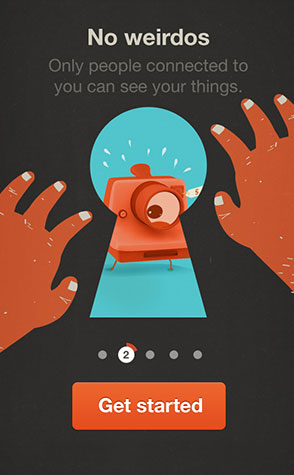 No weirdos
Only people connected to
you can see your things.
2
Get started